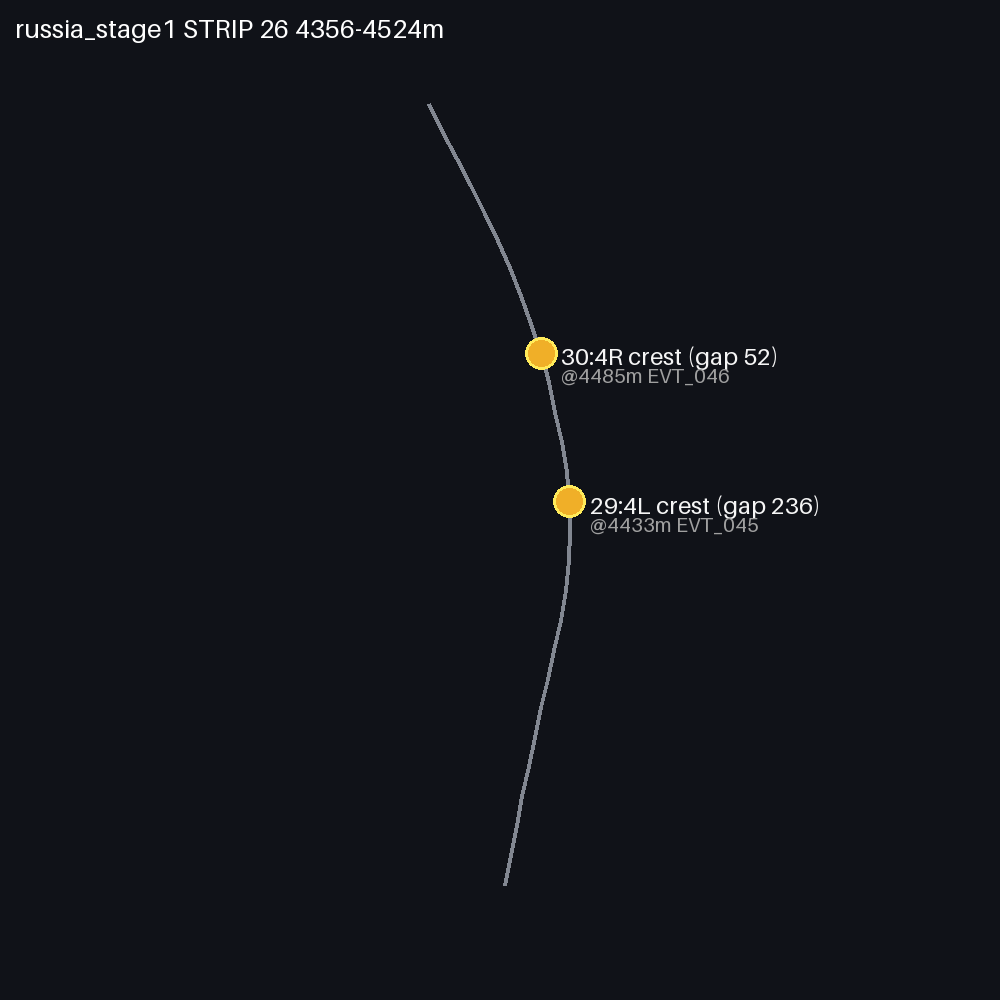 russia_stage1 STRIP 26 4356-4524m
30:4R crest (gap 52)
@4485m EVT_046
29:4L crest (gap 236)
@4433m EVT_045